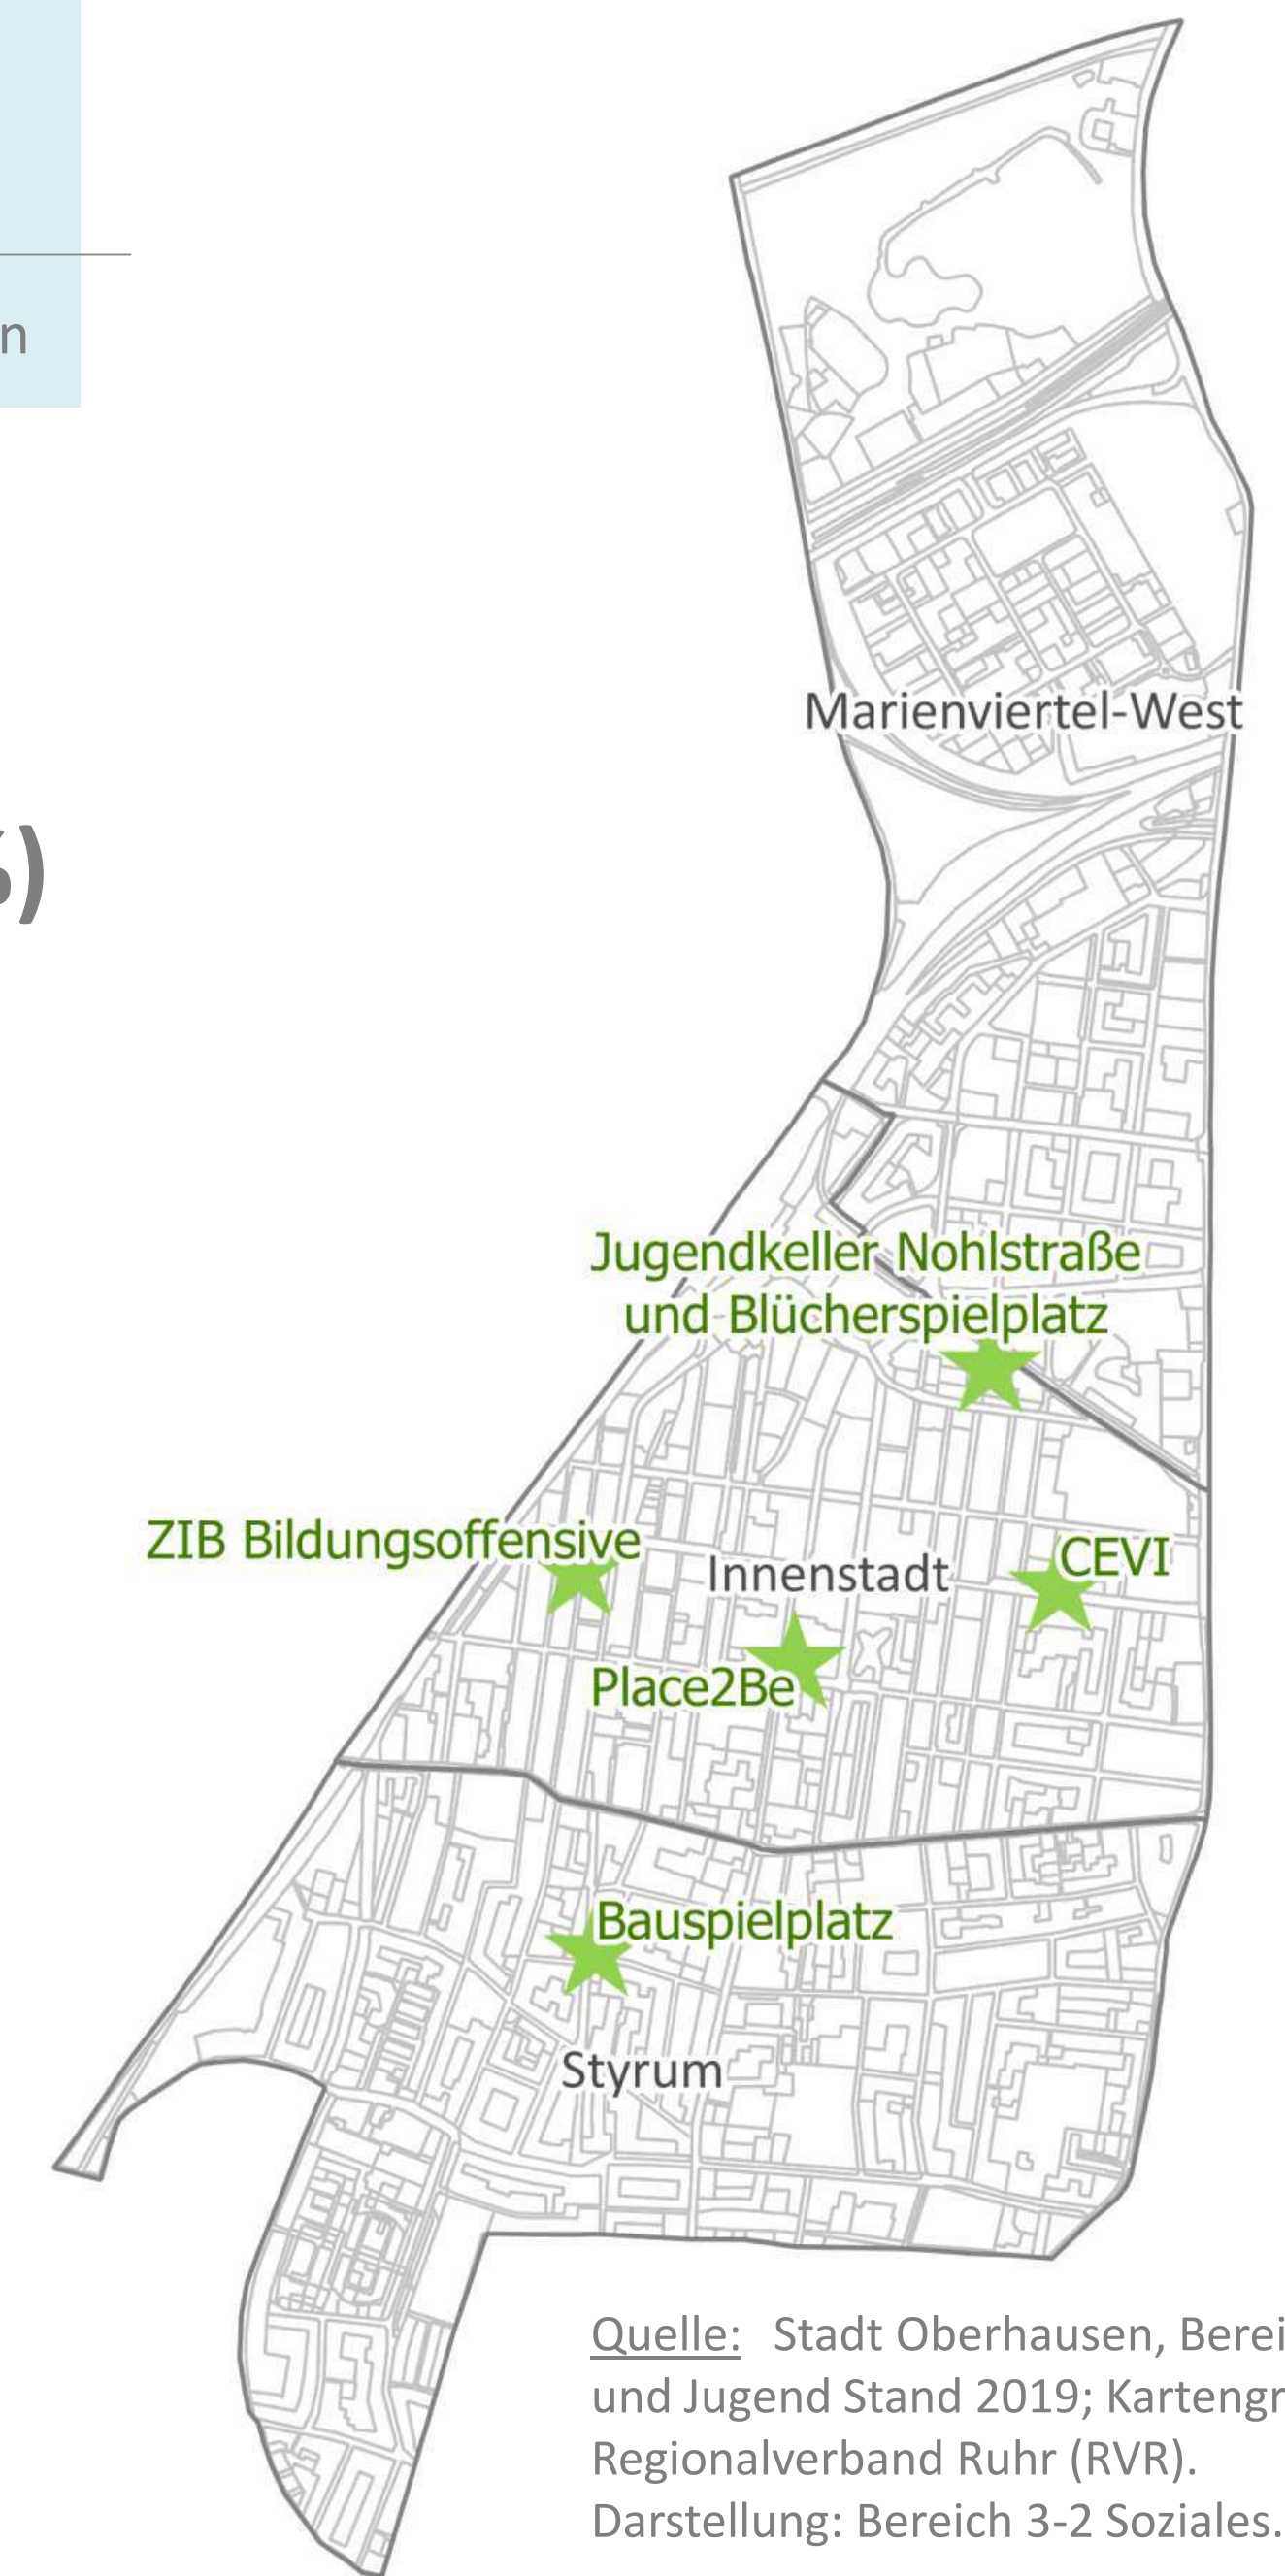 n
Marienviertel-West
%)
Jugendkeller Nohlstraße
und Blücherspielplatz
ZIB Bildungsoffensive
Innenstadt
CEVI
Place2Be
Bauspielplatz
Styrum
Quelle: Stadt Oberhausen, Berei
und Jugend Stand 2019; Kartengr
Regionalverband Ruhr (RVR).
Darstellung: Bereich 3-2 Soziales.